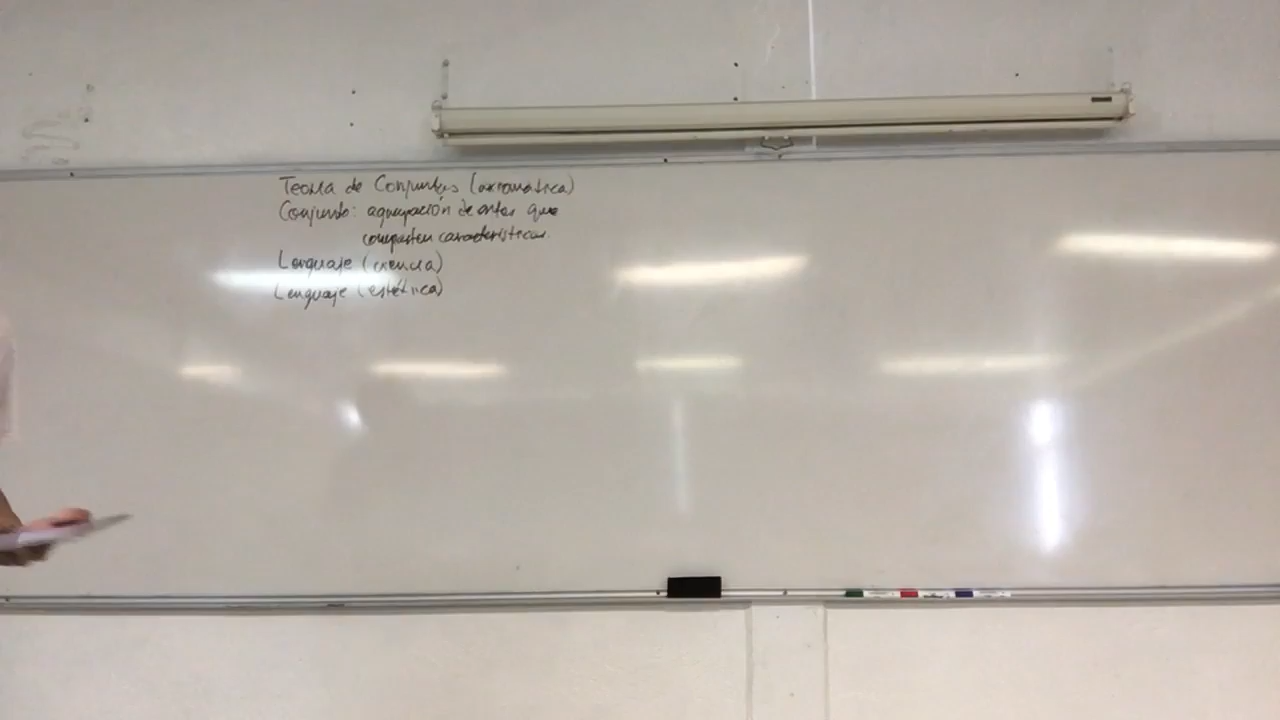 Teoría de Conjuntos (axiomática)
Conjunto: agrupación de entes que
comparten características.
Lenguaje (ciencia)
Lenguaje (estética)